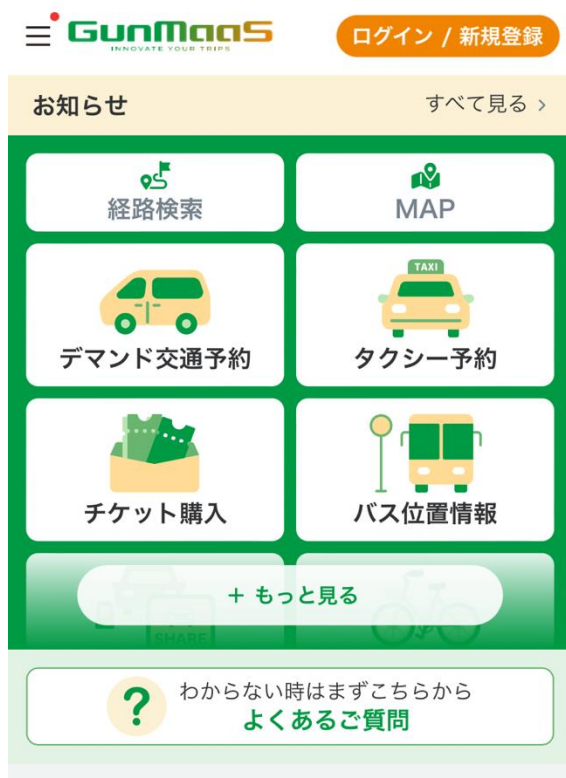 GunMaaS
INNOVATE YOUR TRIPS
ログイン / 新規登録
お知らせ
すべて見る >
経路検索
MAP
デマンド交通予約
TAXI
タクシー予約
チケット購入
バス位置情報
+ もっと見る
SHARE
? わからない時はまずこちらから
よくあるご質問